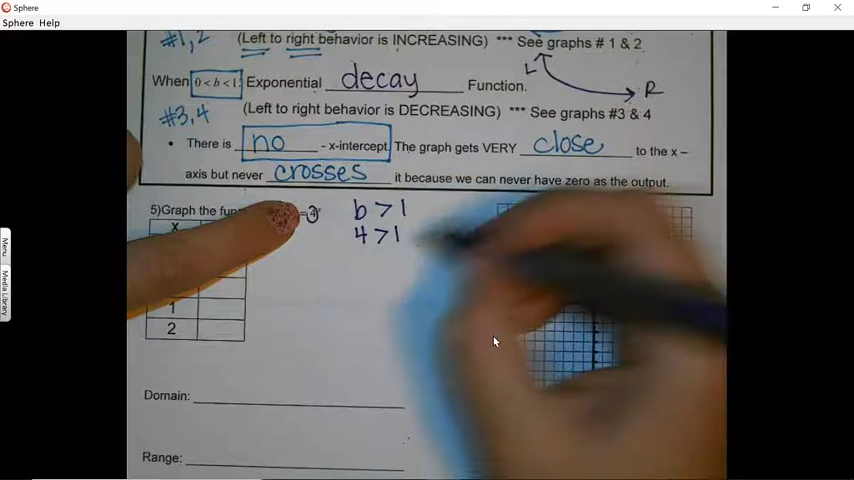 Sphere
Sphere Help
Menu
Media Library
#1,2 (Left to right behavior is INCREASING) *** See graphs # 1 & 2
When 0 < b < 1 Exponential decay Function.
L R
#3,4 (Left to right behavior is DECREASING) *** See graphs #3 & 4
• There is no - x-intercept. The graph gets VERY close to the x –
axis but never crosses it because we can never have zero as the output.
5)Graph the = 4 b > 1
x 4 > 1
1
2
Domain:
Range: